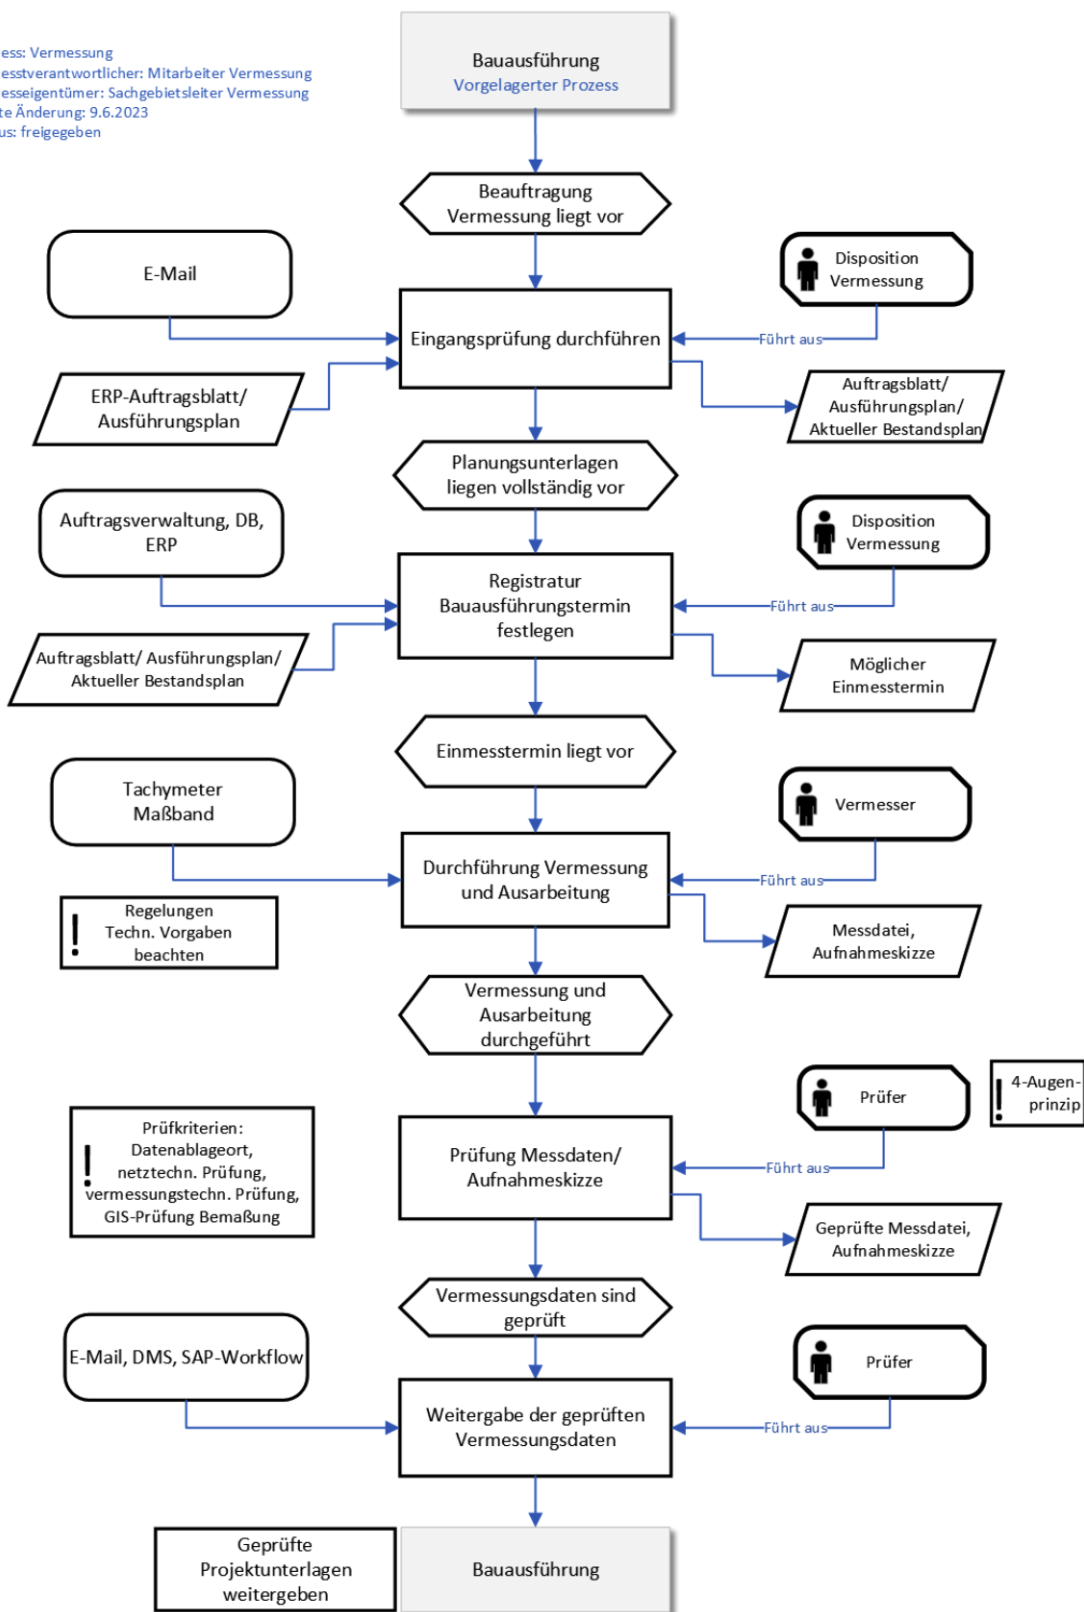 Bauausführung
Vorgelagerter Prozess
ess: Vermessung
esstverantwortlicher: Mitarbeiter Vermessung
esseigentümer: Sachgebietsleiter Vermessung
te Änderung: 9.6.2023
us: freigegeben
Beauftragung
Vermessung liegt vor
E-Mail
Disposition
Vermessung
Eingangsprüfung durchführen
Führt aus
ERP-Auftragsblatt/
Ausführungsplan
Auftragsblatt/
Ausführungsplan/
Aktueller Bestandsplan
Planungsunterlagen
liegen vollständig vor
Auftragsverwaltung, DB,
ERP
Disposition
Vermessung
Registratur
Bauausführungstermin
festlegen
Führt aus
Auftragsblatt/ Ausführungsplan/
Aktueller Bestandsplan
Möglicher
Einmesstermin
Einmesstermin liegt vor
Tachymeter
Maßband
Vermesser
Durchführung Vermessung
und Ausarbeitung
Führt aus
! Regelungen
Techn. Vorgaben
beachten
Messdatei,
Aufnahmeskizze
Vermessung und
Ausarbeitung
durchgeführt
Prüfer
! 4-Augen-
prinzip
! Prüfkriterien:
Datenablageort,
netztechn. Prüfung,
vermessungstechn. Prüfung,
GIS-Prüfung Bemaßung
Prüfung Messdaten/
Aufnahmeskizze
Führt aus
Geprüfte Messdatei,
Aufnahmeskizze
Vermessungsdaten sind
geprüft
E-Mail, DMS, SAP-Workflow
Prüfer
Weitergabe der geprüften
Vermessungsdaten
Führt aus
Geprüfte
Projektunterlagen
weitergeben
Bauausführung